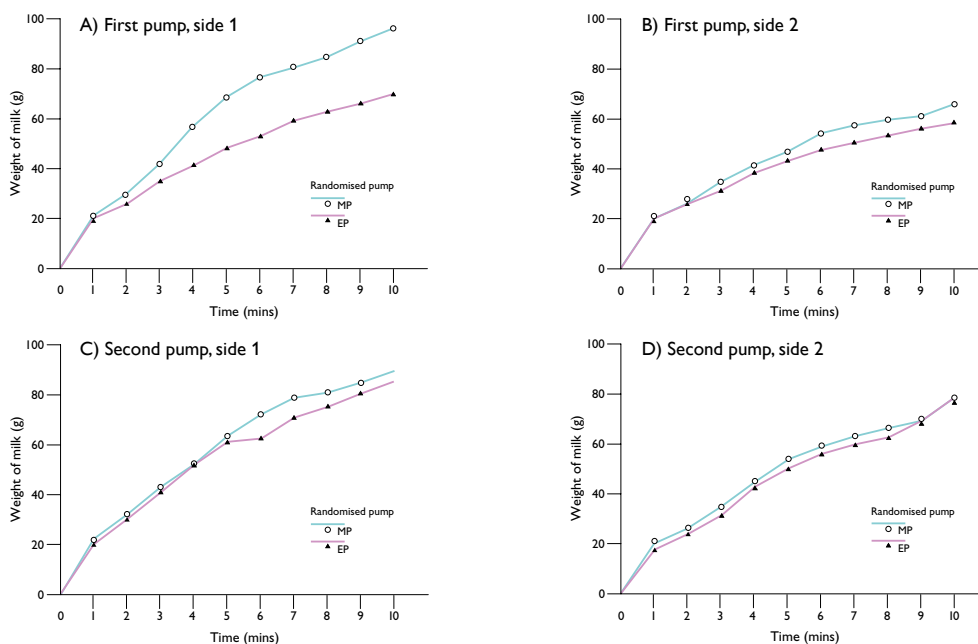 A) First pump, side 1
100
80
60
40
20
0
Weight of milk (g)
0 1 2 3 4 5 6 7 8 9 10
Time (mins)
Randomised pump
MP
EP
B) First pump, side 2
100
80
60
40
20
0
Weight of milk (g)
0 1 2 3 4 5 6 7 8 9 10
Time (mins)
Randomised pump
MP
EP
C) Second pump, side 1
100
80
60
40
20
0
Weight of milk (g)
0 1 2 3 4 5 6 7 8 9 10
Time (mins)
Randomised pump
MP
EP
D) Second pump, side 2
100
80
60
40
20
0
Weight of milk (g)
0 1 2 3 4 5 6 7 8 9 10
Time (mins)
Randomised pump
MP
EP